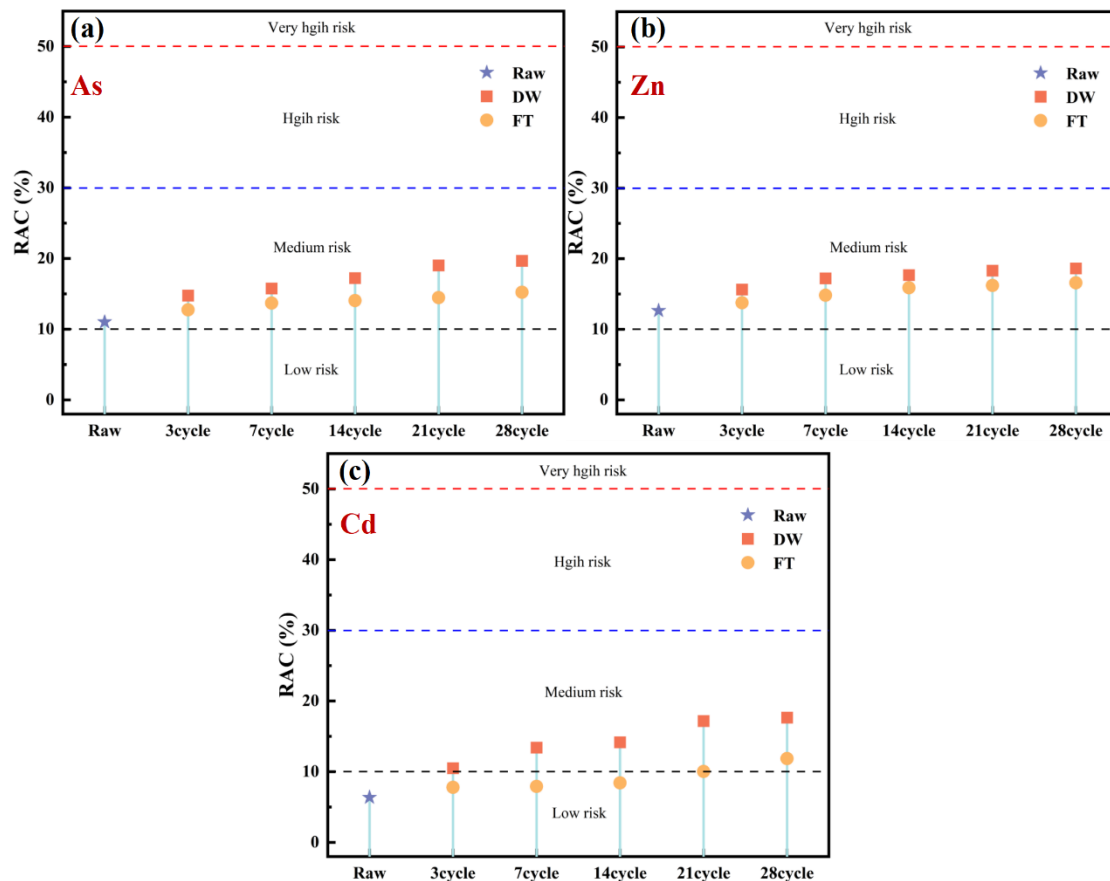 (a)
Very hgih risk
50
As
Raw
DW
FT
40
Hgih risk
30
RAC (%)
Medium risk
20
10
Low risk
0
Raw 3cycle 7cycle 14cycle 21cycle 28cycle
(b)
Very hgih risk
50
Zn
Raw
DW
FT
40
Hgih risk
30
RAC (%)
Medium risk
20
10
Low risk
0
Raw 3cycle 7cycle 14cycle 21cycle 28cycle
(c)
Very hgih risk
50
Cd
Raw
DW
FT
40
Hgih risk
30
RAC (%)
Medium risk
20
10
Low risk
0
Raw 3cycle 7cycle 14cycle 21cycle 28cycle